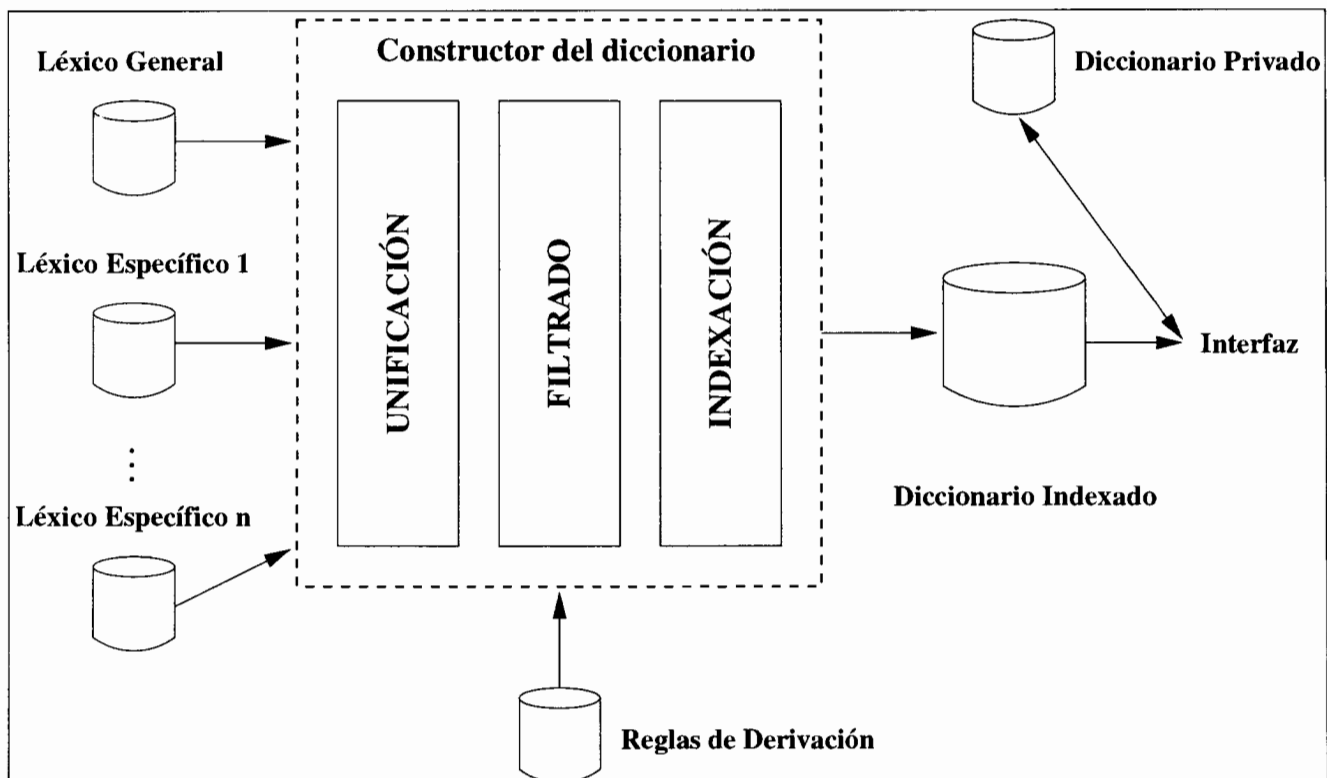 Constructor del diccionario
Léxico General
Diccionario Privado
UNIFICACIÓN
FILTRADO
INDEXACIÓN
Léxico Específico 1
Interfaz
⋮
Léxico Específico n
Diccionario Indexado
Reglas de Derivación